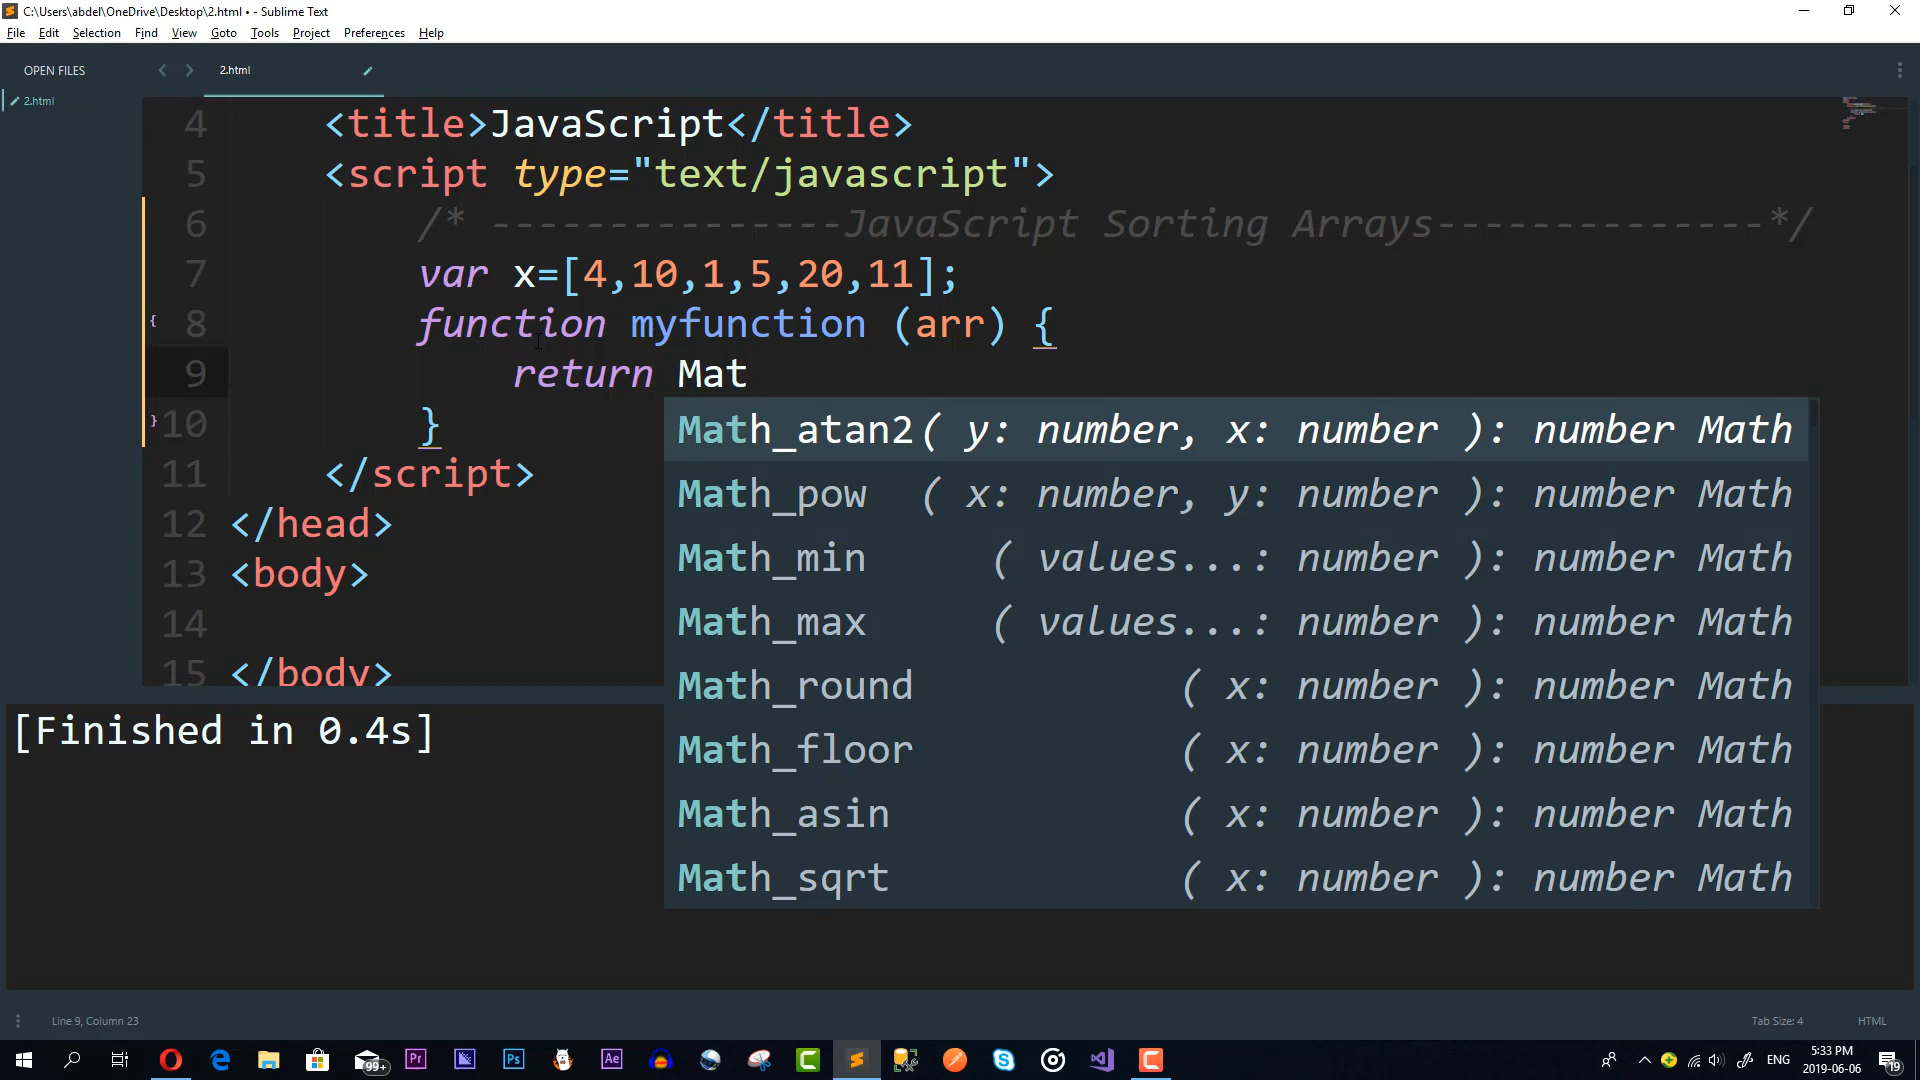 C:\Users\abdel\OneDrive\Desktop\2.html • - Sublime Text
File Edit Selection Find View Goto Tools Project Preferences Help
OPEN FILES
2.html
2.html
4 <title>JavaScript</title>
5 <script type="text/javascript">
6 /* ---------------JavaScript Sorting Arrays--------------*/
7 var x=[4,10,1,5,20,11];
{ 8 function myfunction (arr) {
9 return Mat
} 10 }
11 </script>
12 </head>
13 <body>
14
15 </body>
Math_atan2( y: number, x: number ): number Math
Math_pow ( x: number, y: number ): number Math
Math_min ( values...: number ): number Math
Math_max ( values...: number ): number Math
Math_round ( x: number ): number Math
Math_floor ( x: number ): number Math
Math_asin ( x: number ): number Math
Math_sqrt ( x: number ): number Math
[Finished in 0.4s]
Line 9, Column 23
Tab Size: 4
HTML
99+
Pr
Ps
Ae
ENG
5:33 PM
2019-06-06
19